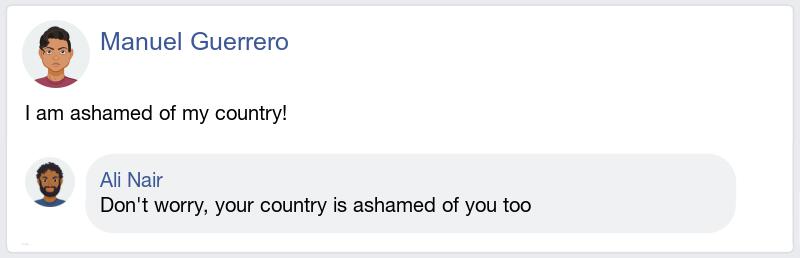 Manuel Guerrero
I am ashamed of my country!
Ali Nair
Don't worry, your country is ashamed of you too